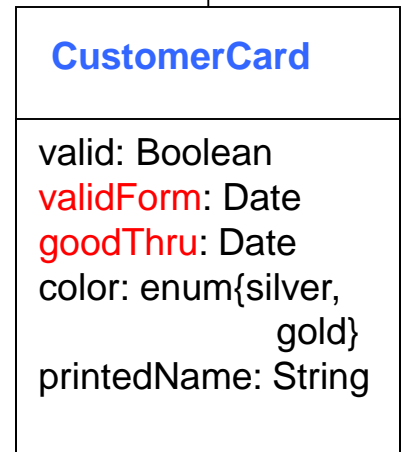 CustomerCard
valid: Boolean
validForm: Date
goodThru: Date
color: enum{silver,
gold}
printedName: String